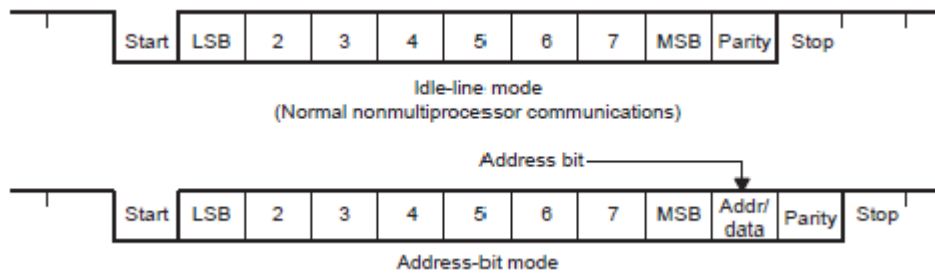 Start LSB 2 3 4 5 6 7 MSB Parity Stop
Idle-line mode
(Normal nonmultiprocessor communications)
Address bit
Start LSB 2 3 4 5 6 7 MSB Addr/ data Parity Stop
Address-bit mode